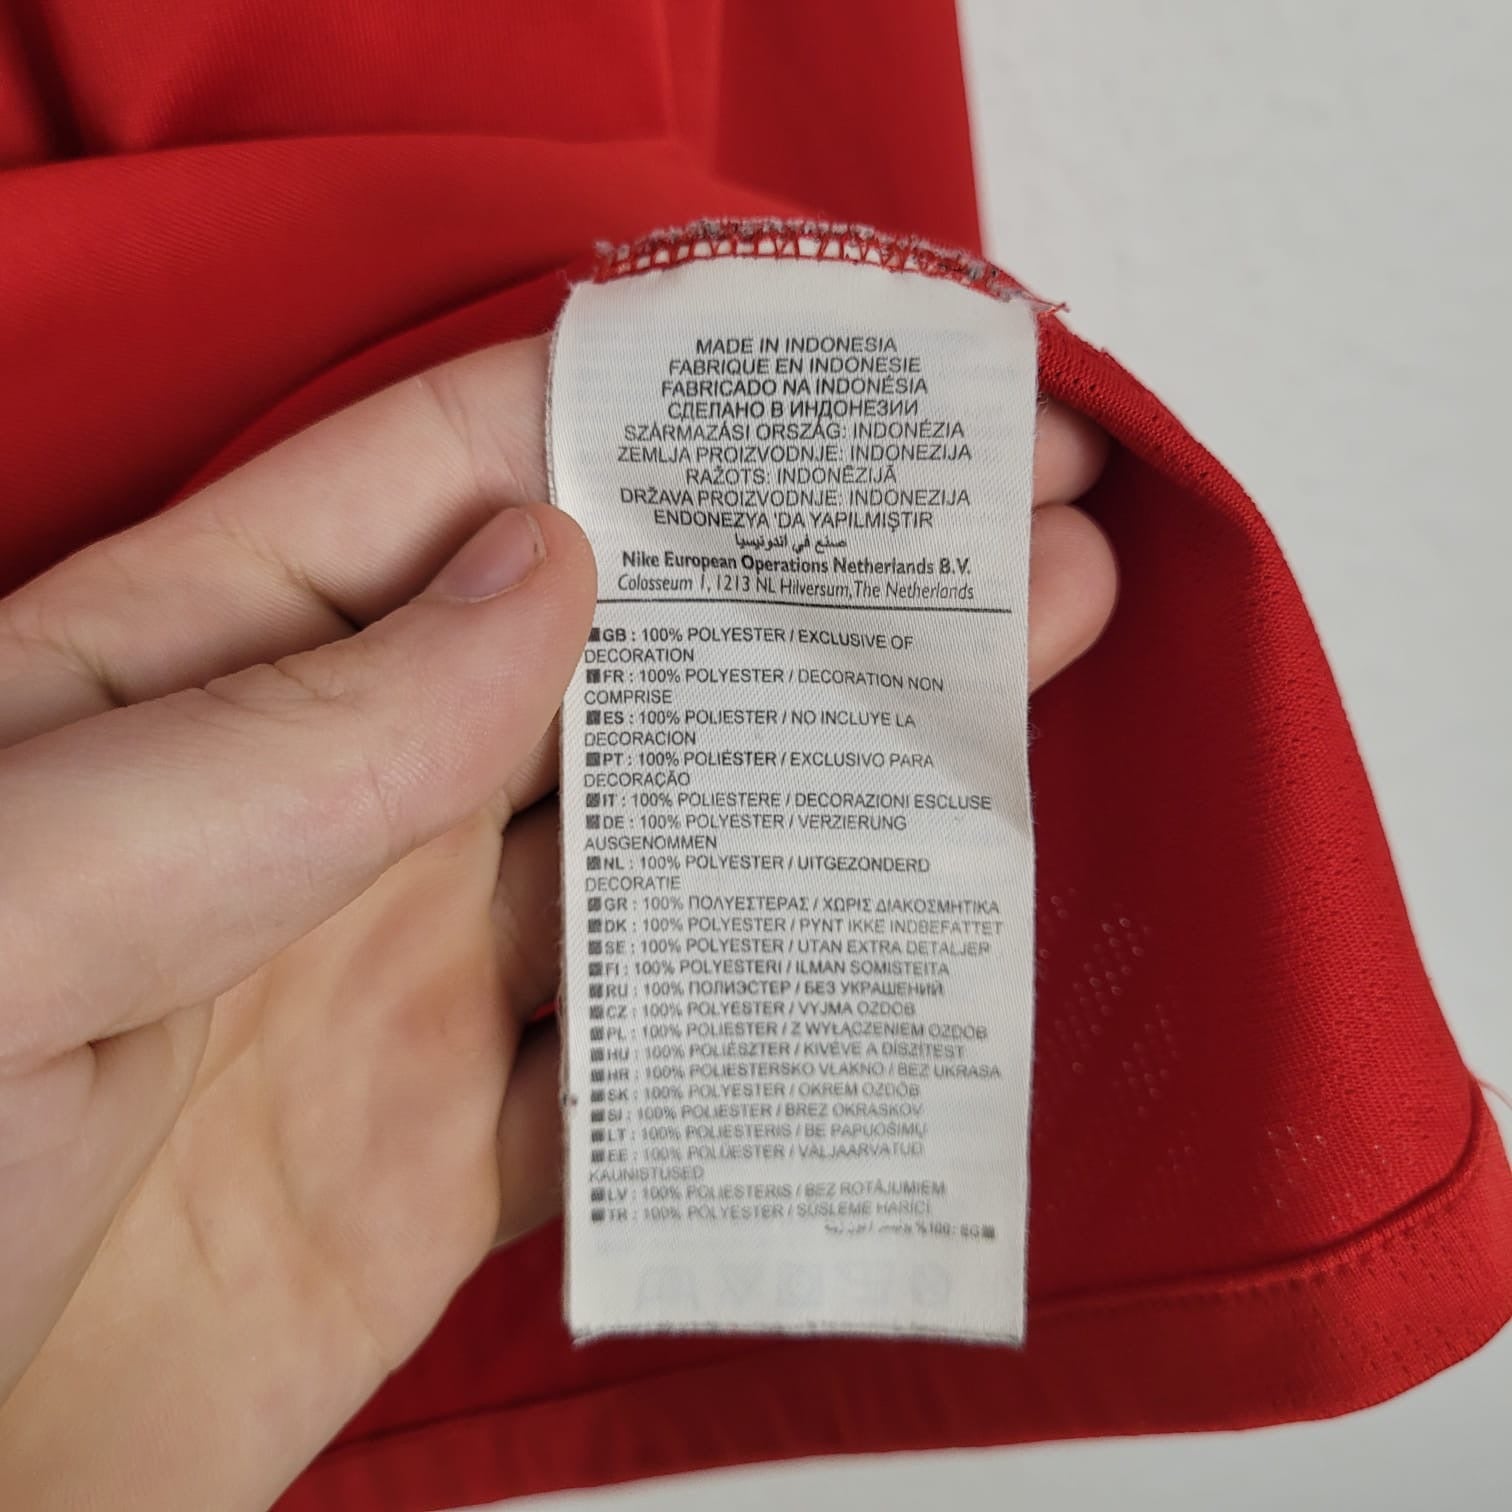 MADE IN INDONESIA
FABRIQUE EN INDONESIE
FABRICADO NA INDONÉSIA
СДЕЛАНО В ИНДОНЕЗИИ
SZÁRMAZÁSI ORSZÁG: INDONÉZIA
ZEMLJA PROIZVODNJE: INDONEZIJA
RAŽOTS: INDONĒZIJĀ
DRŽAVA PROIZVODNJE: INDONEZIJA
ENDONEZYA 'DA YAPILMIŞTIR
صنع في اندونيسيا
Nike European Operations Netherlands B.V.
Colosseum 1, 1213 NL Hilversum, The Netherlands
GB : 100% POLYESTER / EXCLUSIVE OF
DECORATION
FR : 100% POLYESTER / DECORATION NON
COMPRISE
ES : 100% POLIESTER / NO INCLUYE LA
DECORACION
PT : 100% POLIÉSTER / EXCLUSIVO PARA
DECORAÇÃO
IT : 100% POLIESTERE / DECORAZIONI ESCLUSE
DE : 100% POLYESTER / VERZIERUNG
AUSGENOMMEN
NL : 100% POLYESTER / UITGEZONDERD
DECORATIE
GR : 100% ΠΟΛΥΕΣΤΕΡΑΣ / ΧΩΡΙΣ ΔΙΑΚΟΣΜΗΤΙΚΑ
DK : 100% POLYESTER / PYNT IKKE INDBEFATTET
SE : 100% POLYESTER / UTAN EXTRA DETALJER
FI : 100% POLYESTERI / ILMAN SOMISTEITA
RU : 100% ПОЛИЭСТЕР / БЕЗ УКРАШЕНИЙ
CZ : 100% POLYESTER / VYJMA OZDOB
PL : 100% POLIESTER / Z WYŁĄCZENIEM OZDÓB
HU : 100% POLIÉSZTER / KIVÉVE A DÍSZÍTÉST
HR : 100% POLIESTERSKO VLAKNO / BEZ UKRASA
SK : 100% POLYESTER / OKREM OZDÔB
SI : 100% POLIESTER / BREZ OKRASKOV
LT : 100% POLIESTERIS / BE PAPUOŠIMŲ
EE : 100% POLÜESTER / VÄLJAARVATUD
KAUNISTUSED
LV : 100% POLIESTERIS / BEZ ROTĀJUMIEM
TR : 100% POLYESTER / SÜSLEME HARİCİ
%100 : EG